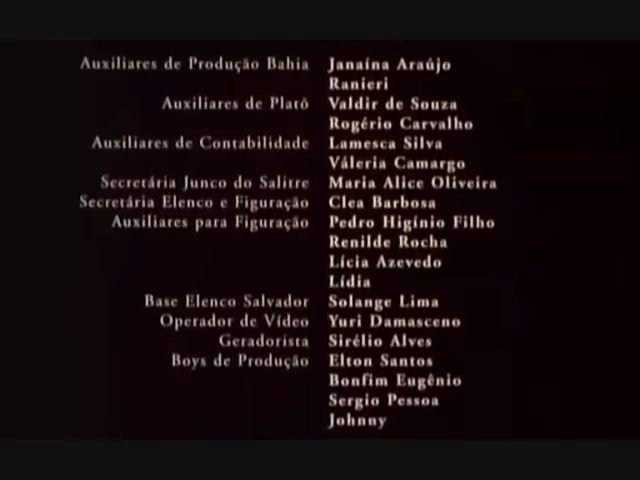 Auxiliares de Produção Bahia Janaína Araújo
Ranieri
Auxiliares de Platô Valdir de Souza
Rogério Carvalho
Auxiliares de Contabilidade Lamesca Silva
Váleria Camargo
Secretária Junco do Salitre Maria Alice Oliveira
Secretária Elenco e Figuração Clea Barbosa
Auxiliares para Figuração Pedro Higínio Filho
Renilde Rocha
Lícia Azevedo
Lídia
Base Elenco Salvador Solange Lima
Operador de Vídeo Yuri Damasceno
Geradorista Sirélio Alves
Boys de Produção Elton Santos
Bonfim Eugênio
Sergio Pessoa
Johnny